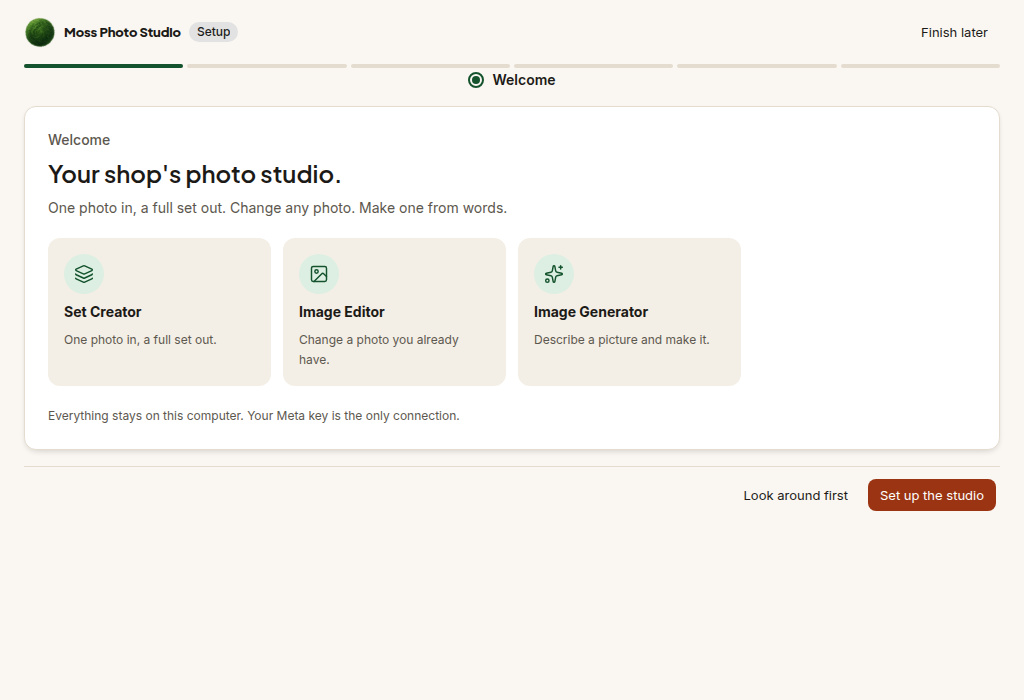 Moss Photo Studio
Setup
Finish later
Welcome
Welcome
Your shop's photo studio.
One photo in, a full set out. Change any photo. Make one from words.
Set Creator
One photo in, a full set out.
Image Editor
Change a photo you already
have.
Image Generator
Describe a picture and make it.
Everything stays on this computer. Your Meta key is the only connection.
Look around first
Set up the studio